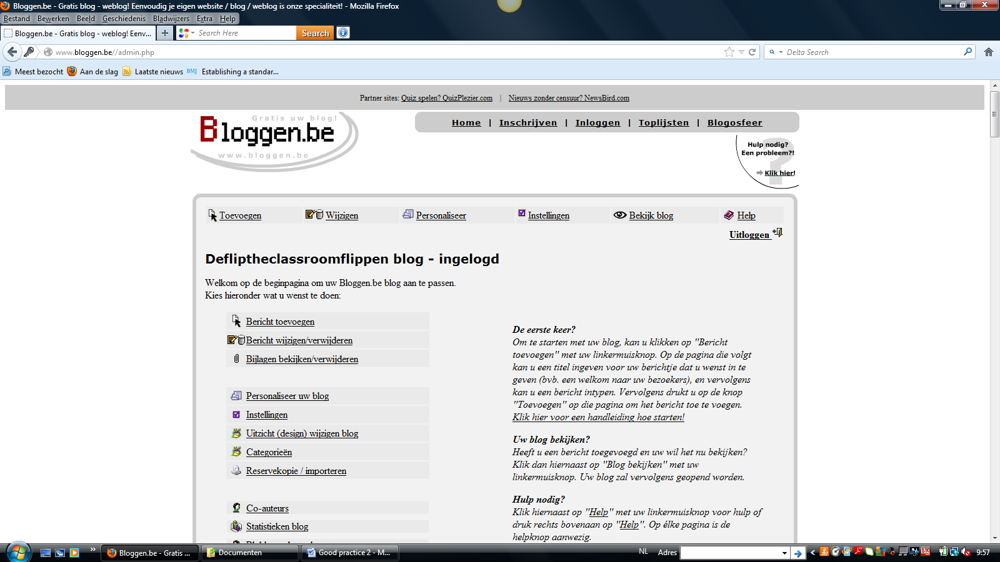 Bloggen.be - Gratis blog - weblog! Eenvoudig je eigen website / blog / weblog is onze specialiteit! - Mozilla Firefox
Bestand Bewerken Beeld Geschiedenis Bladwijzers Extra Help
Bloggen.be - Gratis blog - weblog! Eenv... + Search Here Search
www.bloggen.be//admin.php Delta Search
Meest bezocht Aan de slag Laatste nieuws BMJ Establishing a standar...
Partner sites: Quiz spelen? QuizPlezier.com | Nieuws zonder censuur? NewsBird.com
Gratis uw blog!
Bloggen.be
www.bloggen.be
Home | Inschrijven | Inloggen | Toplijsten | Blogosfeer
Hulp nodig?
Een probleem?!
Klik hier!
Toevoegen Wijzigen Personaliseer Instellingen Bekijk blog Help
Uitloggen
Defliptheclassroomflippen blog - ingelogd
Welkom op de beginpagina om uw Bloggen.be blog aan te passen.
Kies hieronder wat u wenst te doen:
Bericht toevoegen
Bericht wijzigen/verwijderen
Bijlagen bekijken/verwijderen
Personaliseer uw blog
Instellingen
Uitzicht (design) wijzigen blog
Categorieën
Reservekopie / importeren
Co-auteurs
Statistieken blog
De eerste keer?
Om te starten met uw blog, kan u klikken op "Bericht
toevoegen" met uw linkermuisknop. Op de pagina die volgt
kan u een titel ingeven voor uw berichtje dat u wenst in te
geven (bvb. een welkom naar uw bezoekers), en vervolgens
kan u een bericht intypen. Vervolgens drukt u op de knop
"Toevoegen" op die pagina om het bericht toe te voegen.
Klik hier voor een handleiding hoe starten!
Uw blog bekijken?
Heeft u een bericht toegevoegd en uw wil het nu bekijken?
Klik dan hiernaast op "Blog bekijken" met uw
linkermuisknop. Uw blog zal vervolgens geopend worden.
Hulp nodig?
Klik hiernaast op "Help" met uw linkermuisknop voor hulp of
druk rechts bovenaan op "Help". Op élke pagina is de
helpknop aanwezig.
Bloggen.be - Gratis ... Documenten Good practice 2 - M... NL Adres 9:57